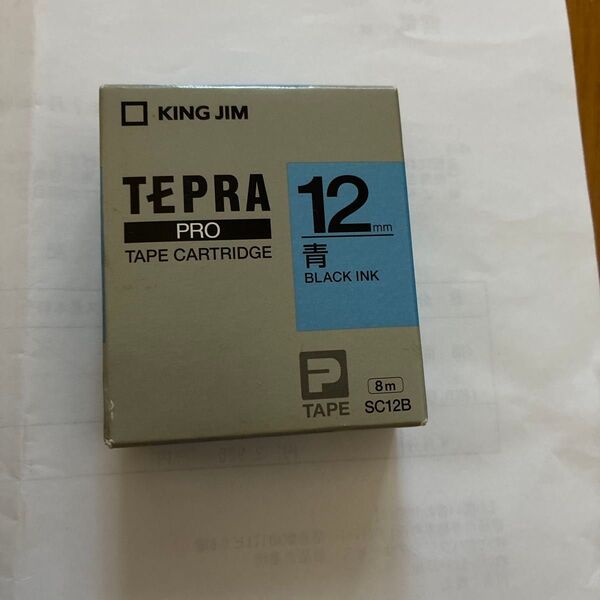 KING JIM
TEPRA
PRO
TAPE CARTRIDGE
12mm
青
BLACK INK
P
TAPE
8m
SC12B